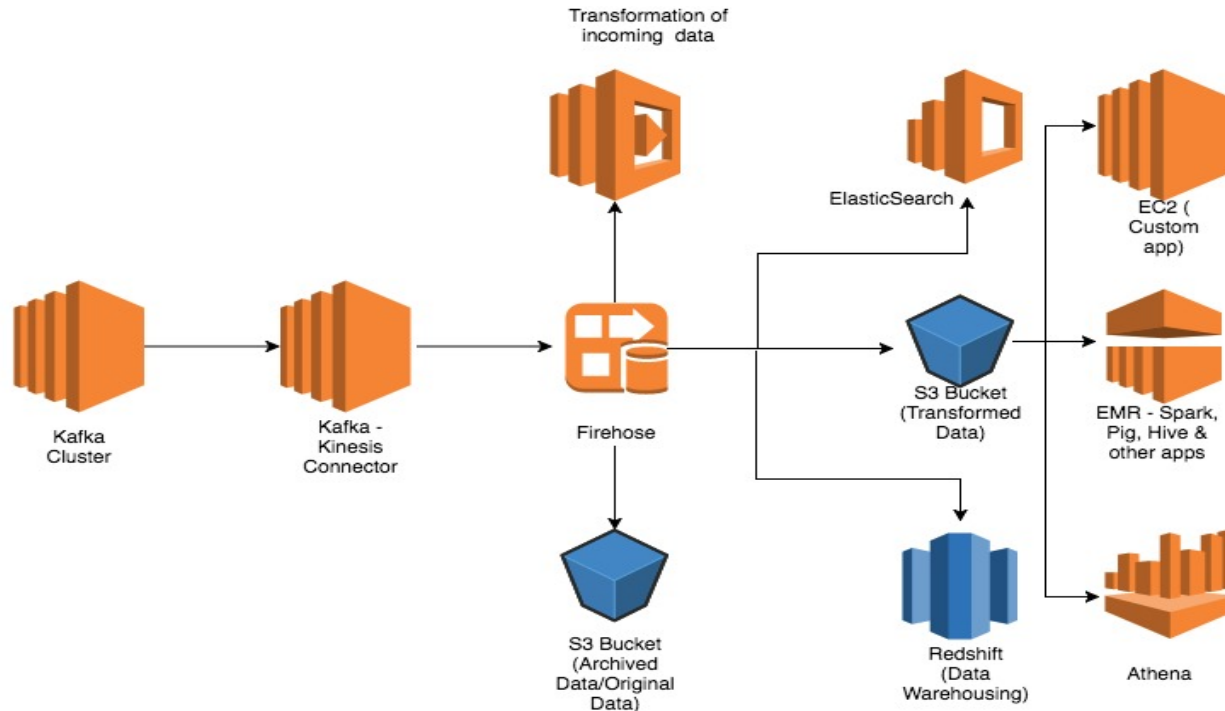 Transformation of
incoming data
ElasticSearch
EC2 (
Custom
app)
Kafka
Cluster
Kafka -
Kinesis
Connector
Firehose
S3 Bucket
(Transformed
Data)
EMR - Spark,
Pig, Hive &
other apps
S3 Bucket
(Archived
Data/Original
Data)
Redshift
(Data
Warehousing)
Athena